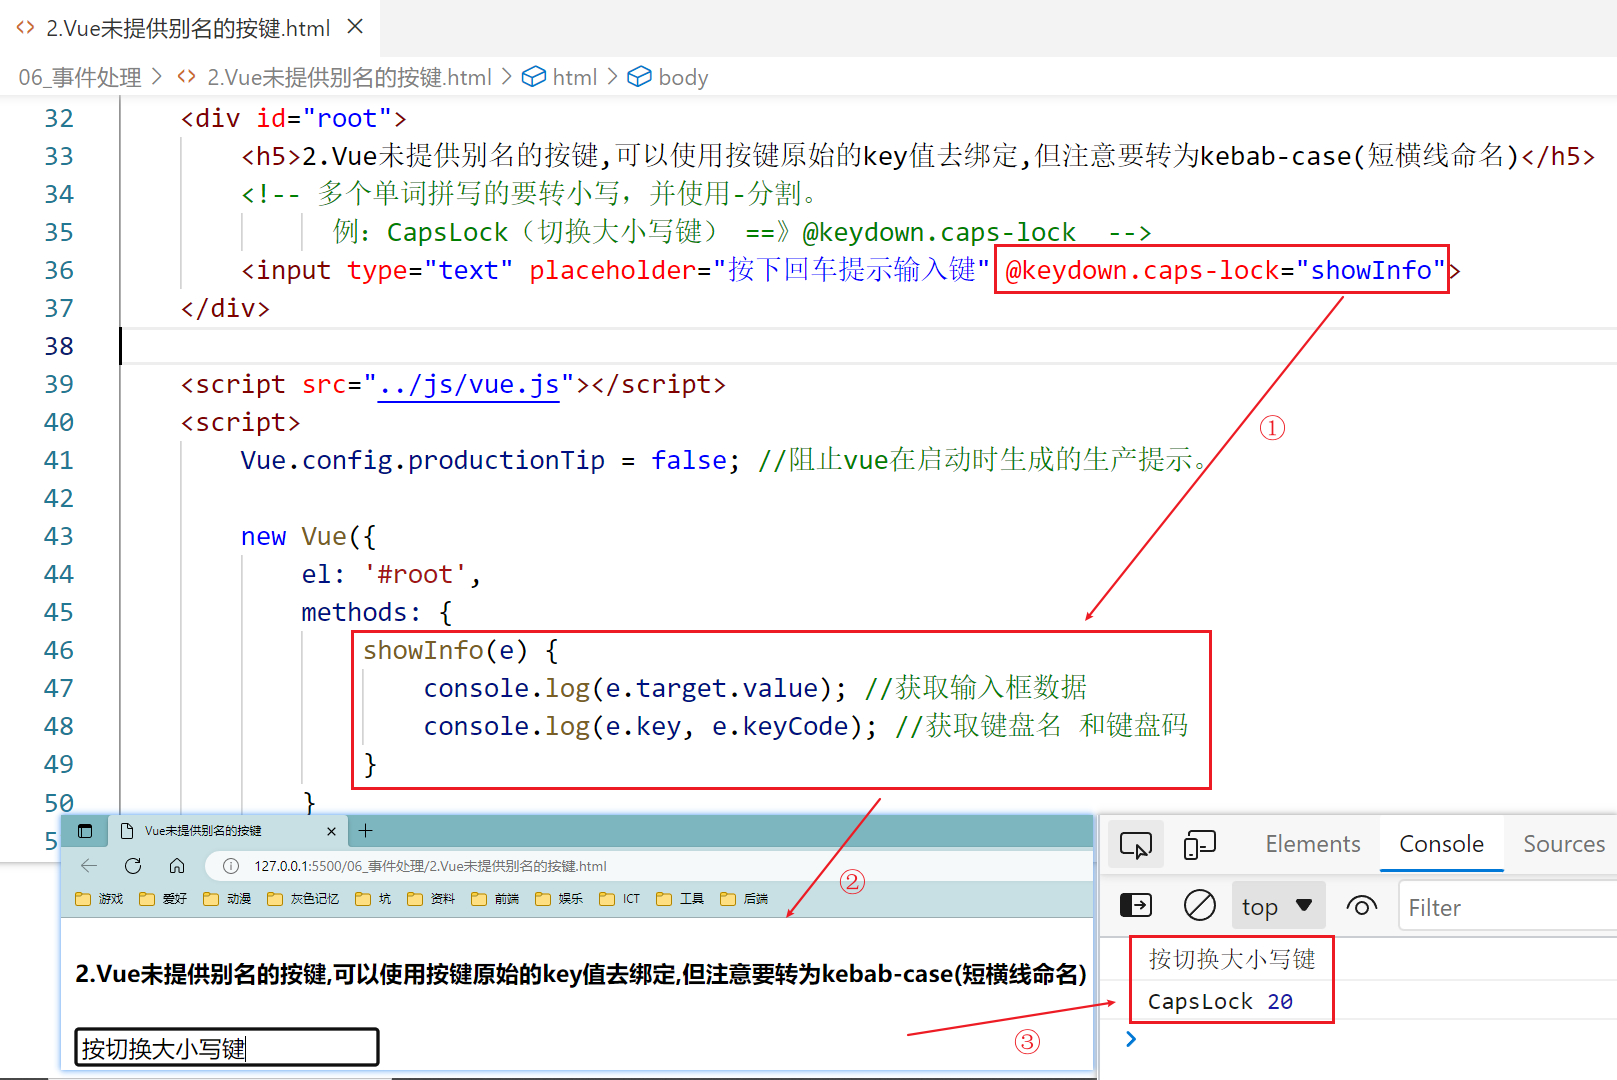 2.Vue未提供别名的按键.html
06_事件处理 > 2.Vue未提供别名的按键.html > html > body
32 <div id="root">
33 <h5>2.Vue未提供别名的按键,可以使用按键原始的key值去绑定,但注意要转为kebab-case(短横线命名)</h5>
34 <!-- 多个单词拼写的要转小写，并使用-分割。
35 例：CapsLock（切换大小写键） ==》@keydown.caps-lock -->
36 <input type="text" placeholder="按下回车提示输入键" @keydown.caps-lock="showInfo">
37 </div>
38
39 <script src="../js/vue.js"></script>
40 <script>
41 Vue.config.productionTip = false; //阻止vue在启动时生成的生产提示。
42
43 new Vue({
44 el: '#root',
45 methods: {
46 showInfo(e) {
47 console.log(e.target.value); //获取输入框数据
48 console.log(e.key, e.keyCode); //获取键盘名 和键盘码
49 }
50 }
5
①
②
③
Vue未提供别名的按键
127.0.0.1:5500/06_事件处理/2.Vue未提供别名的按键.html
游戏 爱好 动漫 灰色记忆 坑 资料 前端 娱乐 ICT 工具 后端
2.Vue未提供别名的按键,可以使用按键原始的key值去绑定,但注意要转为kebab-case(短横线命名)
按切换大小写键
Elements Console Sources
top Filter
按切换大小写键
CapsLock 20